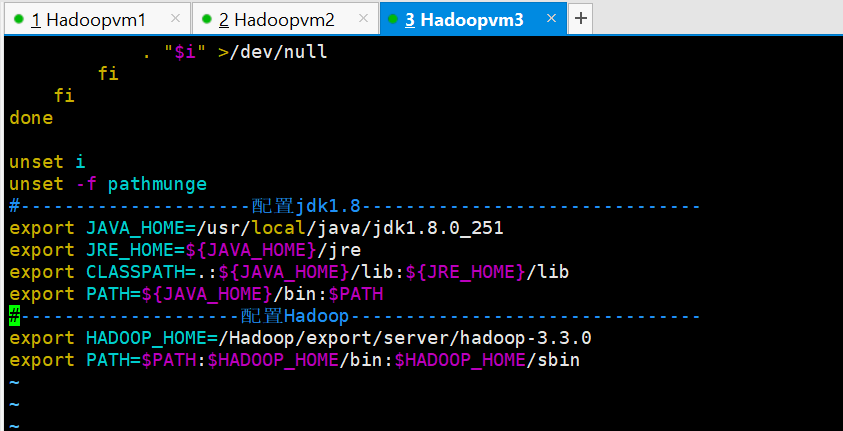 1 Hadoopvm1 × 2 Hadoopvm2 × 3 Hadoopvm3 × +
. "$i" >/dev/null
fi
fi
done
unset i
unset -f pathmunge
#---------------------配置jdk1.8-------------------------------
export JAVA_HOME=/usr/local/java/jdk1.8.0_251
export JRE_HOME=${JAVA_HOME}/jre
export CLASSPATH=.:${JAVA_HOME}/lib:${JRE_HOME}/lib
export PATH=${JAVA_HOME}/bin:$PATH
#--------------------配置Hadoop--------------------------------
export HADOOP_HOME=/Hadoop/export/server/hadoop-3.3.0
export PATH=$PATH:$HADOOP_HOME/bin:$HADOOP_HOME/sbin
~
~
~